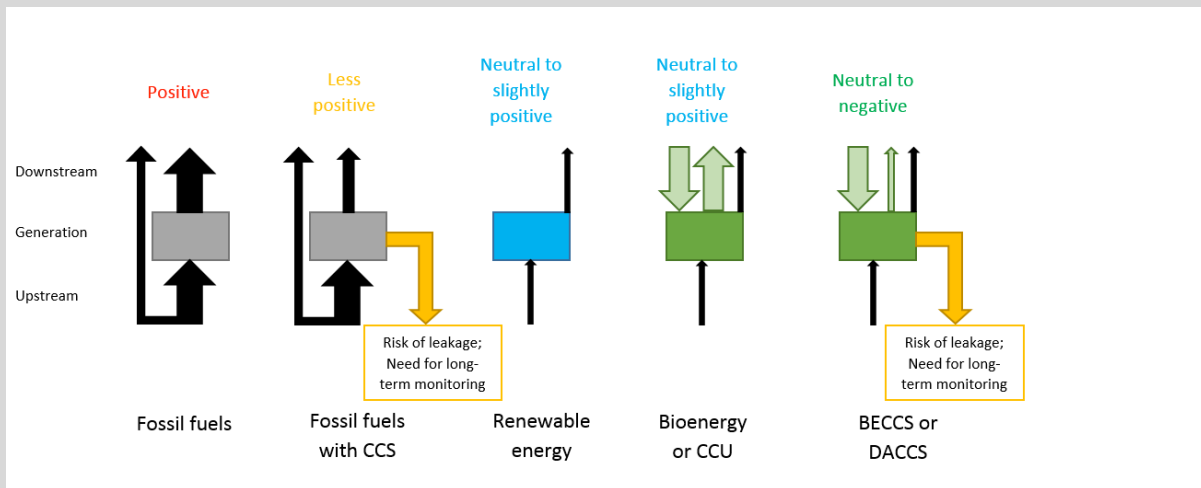 Positive
Less
positive
Neutral to
slightly
positive
Neutral to
slightly
positive
Neutral to
negative
Downstream
Generation
Upstream
Risk of leakage;
Need for long-
term monitoring
Risk of leakage;
Need for long-
term monitoring
Fossil fuels
Fossil fuels
with CCS
Renewable
energy
Bioenergy
or CCU
BECCS or
DACCS